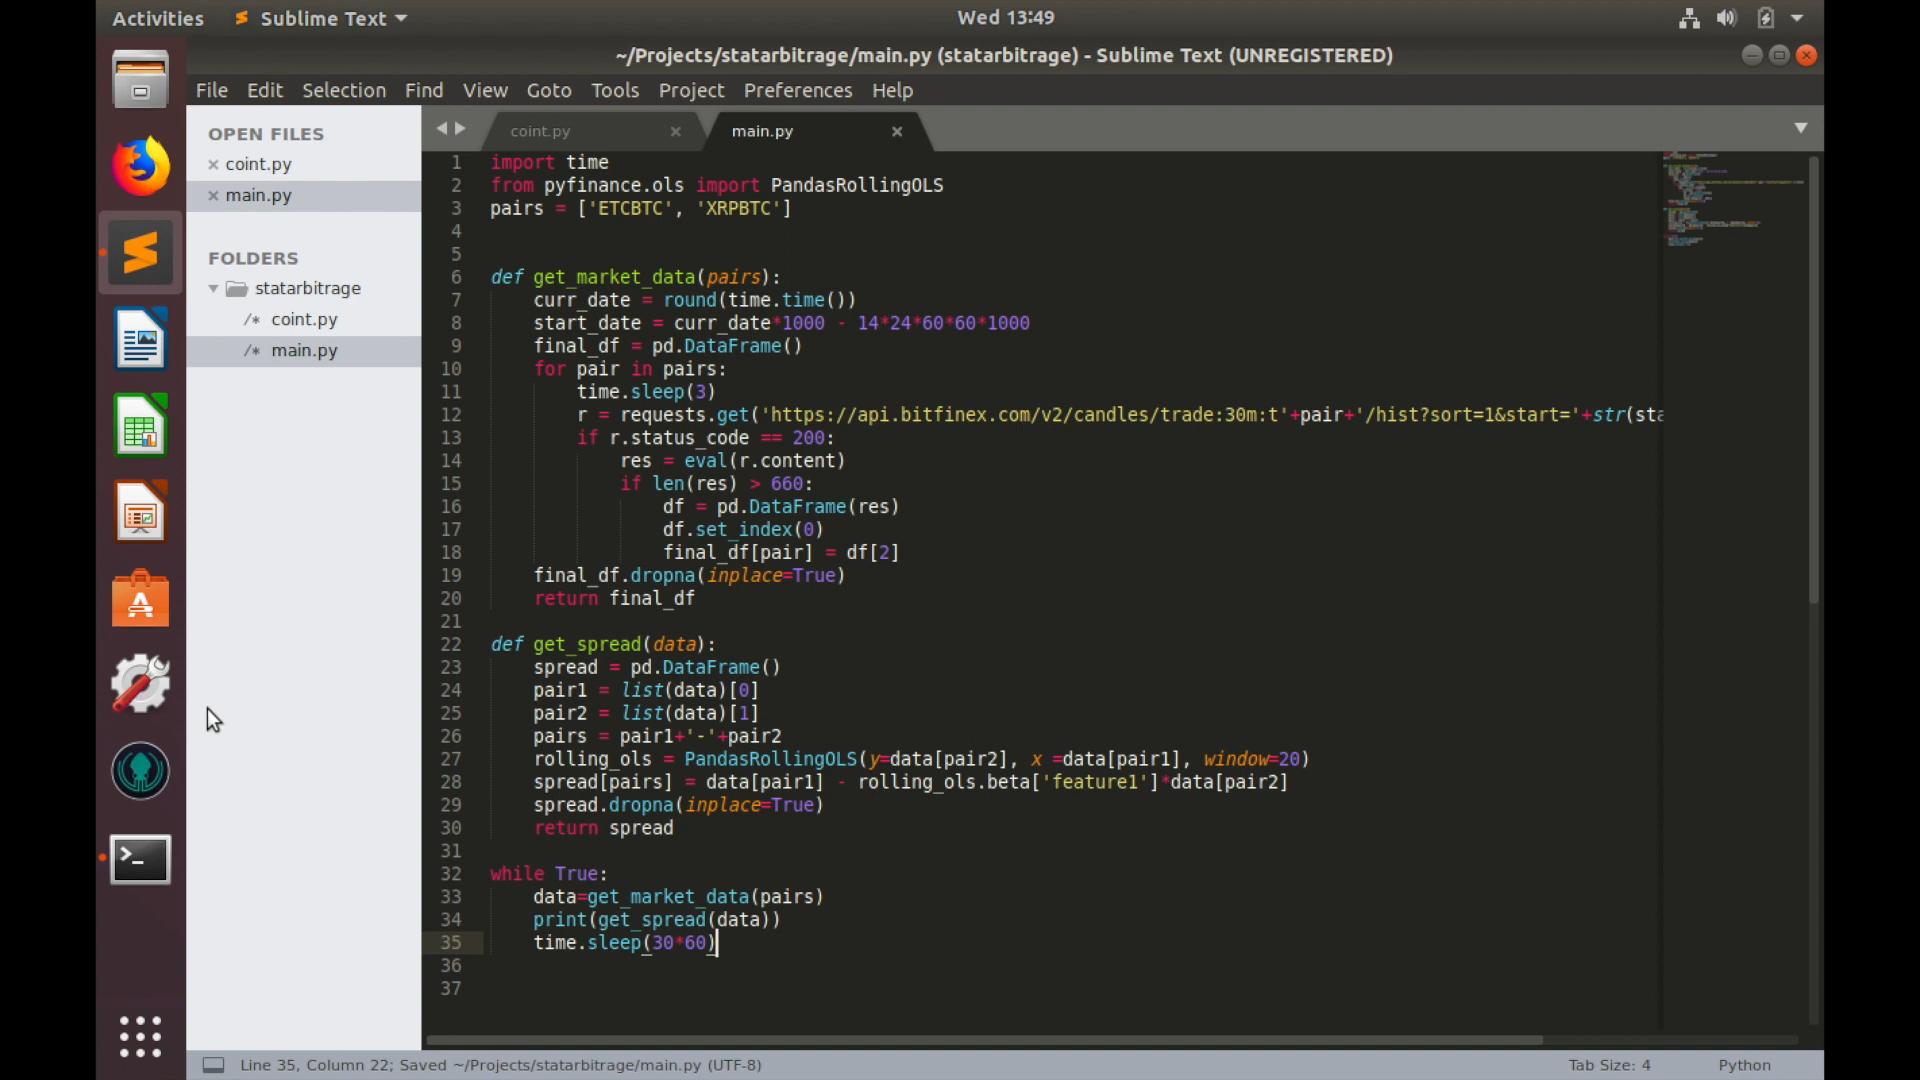 Activities Sublime Text Wed 13:49
~/Projects/statarbitrage/main.py (statarbitrage) - Sublime Text (UNREGISTERED)
File Edit Selection Find View Goto Tools Project Preferences Help
OPEN FILES
coint.py
main.py
FOLDERS
statarbitrage
/* coint.py
/* main.py
coint.py main.py
1 import time
2 from pyfinance.ols import PandasRollingOLS
3 pairs = ['ETCBTC', 'XRPBTC']
4
5
6 def get_market_data(pairs):
7 curr_date = round(time.time())
8 start_date = curr_date*1000 - 14*24*60*60*1000
9 final_df = pd.DataFrame()
10 for pair in pairs:
11 time.sleep(3)
12 r = requests.get('https://api.bitfinex.com/v2/candles/trade:30m:t'+pair+'/hist?sort=1&start='+str(sta
13 if r.status_code == 200:
14 res = eval(r.content)
15 if len(res) > 660:
16 df = pd.DataFrame(res)
17 df.set_index(0)
18 final_df[pair] = df[2]
19 final_df.dropna(inplace=True)
20 return final_df
21
22 def get_spread(data):
23 spread = pd.DataFrame()
24 pair1 = list(data)[0]
25 pair2 = list(data)[1]
26 pairs = pair1+'-'+pair2
27 rolling_ols = PandasRollingOLS(y=data[pair2], x =data[pair1], window=20)
28 spread[pairs] = data[pair1] - rolling_ols.beta['feature1']*data[pair2]
29 spread.dropna(inplace=True)
30 return spread
31
32 while True:
33 data=get_market_data(pairs)
34 print(get_spread(data))
35 time.sleep(30*60)
36
37
Line 35, Column 22; Saved ~/Projects/statarbitrage/main.py (UTF-8) Tab Size: 4 Python